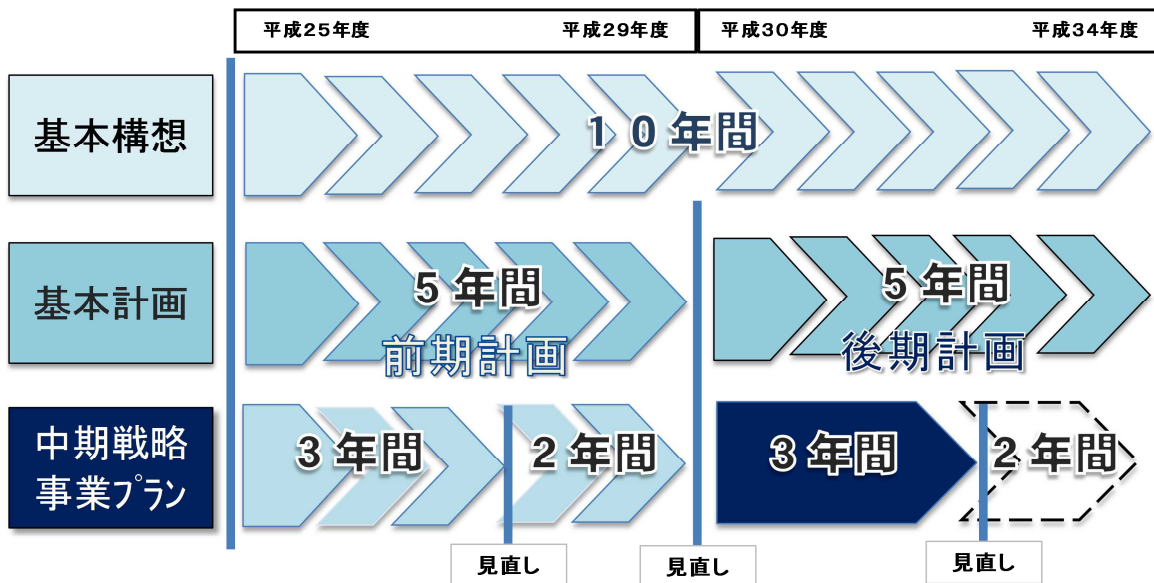 平成25年度
平成29年度
平成30年度
平成34年度
基本構想
10年間
基本計画
5年間
前期計画
5年間
後期計画
中期戦略
事業プラン
3年間
2年間
3年間
2年間
見直し
見直し
見直し